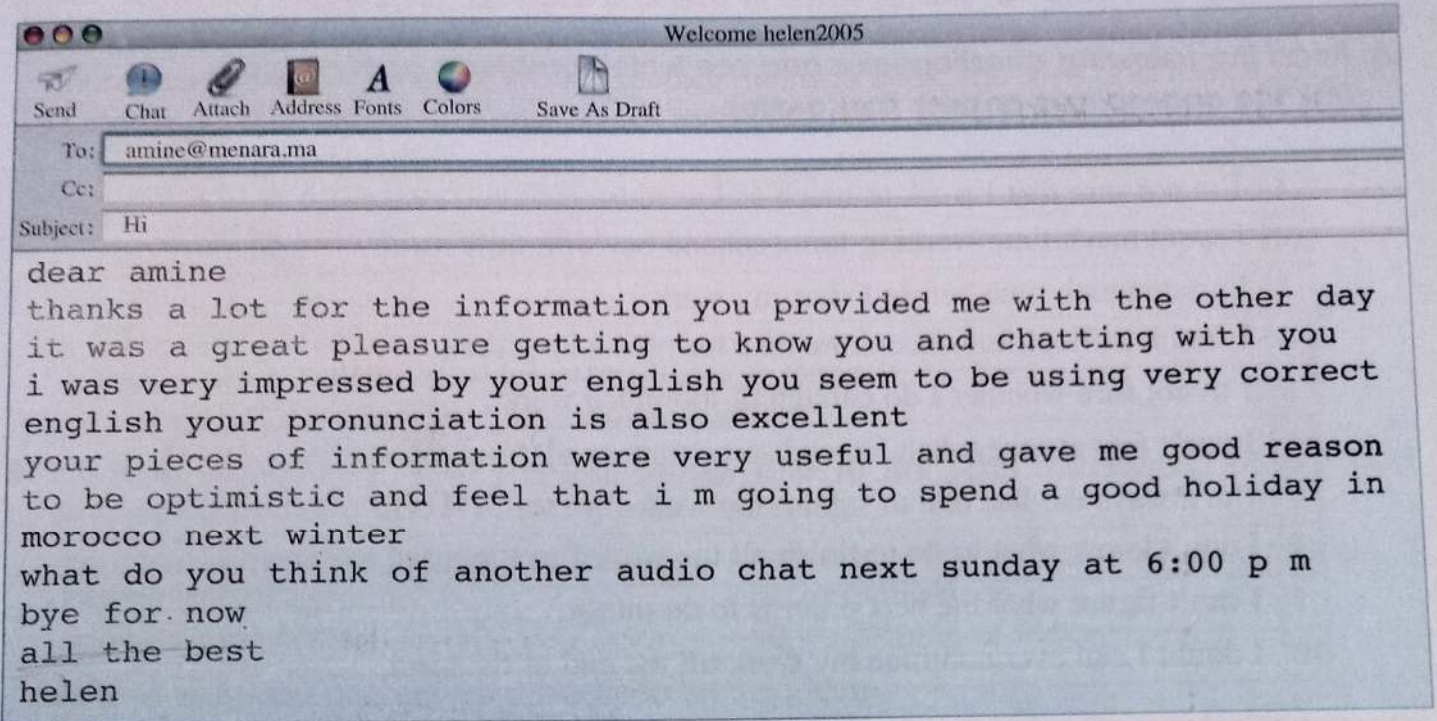 Welcome helen2005
Send Chat Attach Address Fonts Colors Save As Draft
To: amine@menara.ma
Cc:
Subject: Hi
dear amine
thanks a lot for the information you provided me with the other day
it was a great pleasure getting to know you and chatting with you
i was very impressed by your english you seem to be using very correct
english your pronunciation is also excellent
your pieces of information were very useful and gave me good reason
to be optimistic and feel that i m going to spend a good holiday in
morocco next winter
what do you think of another audio chat next sunday at 6:00 p m
bye for now
all the best
helen